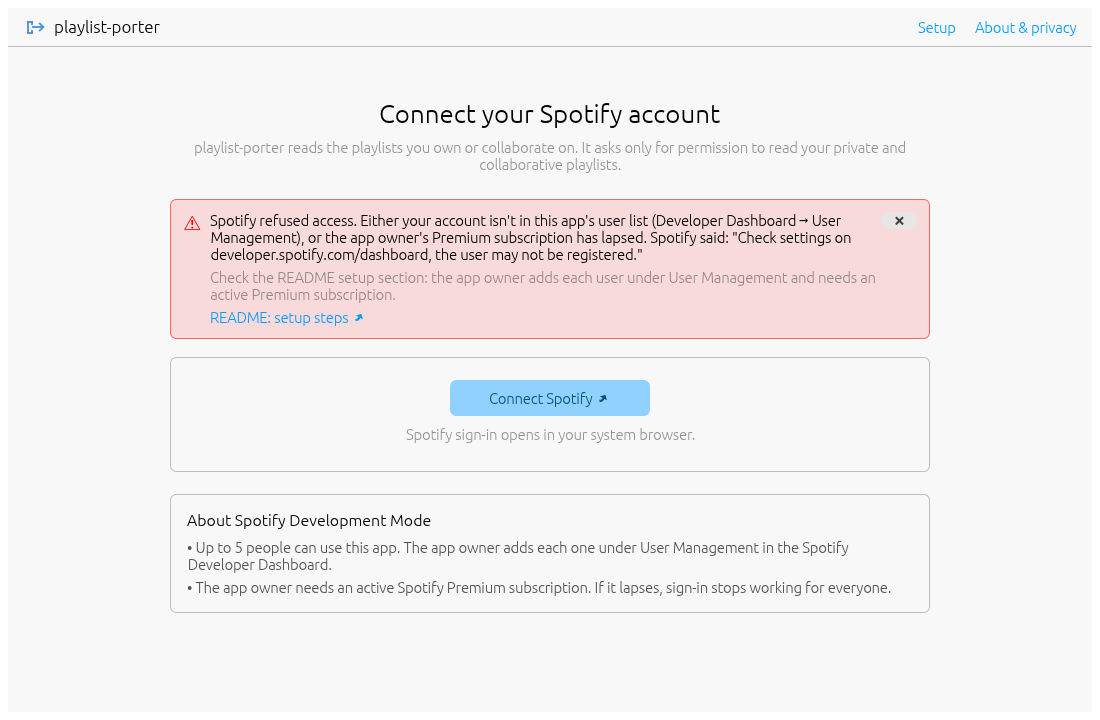 playlist-porter
Setup
About & privacy
Connect your Spotify account
playlist-porter reads the playlists you own or collaborate on. It asks only for permission to read your private and
collaborative playlists.
Spotify refused access. Either your account isn't in this app's user list (Developer Dashboard → User
Management), or the app owner's Premium subscription has lapsed. Spotify said: "Check settings on
developer.spotify.com/dashboard, the user may not be registered."
Check the README setup section: the app owner adds each user under User Management and needs an
active Premium subscription.
README: setup steps
Connect Spotify
Spotify sign-in opens in your system browser.
About Spotify Development Mode
• Up to 5 people can use this app. The app owner adds each one under User Management in the Spotify
Developer Dashboard.
• The app owner needs an active Spotify Premium subscription. If it lapses, sign-in stops working for everyone.